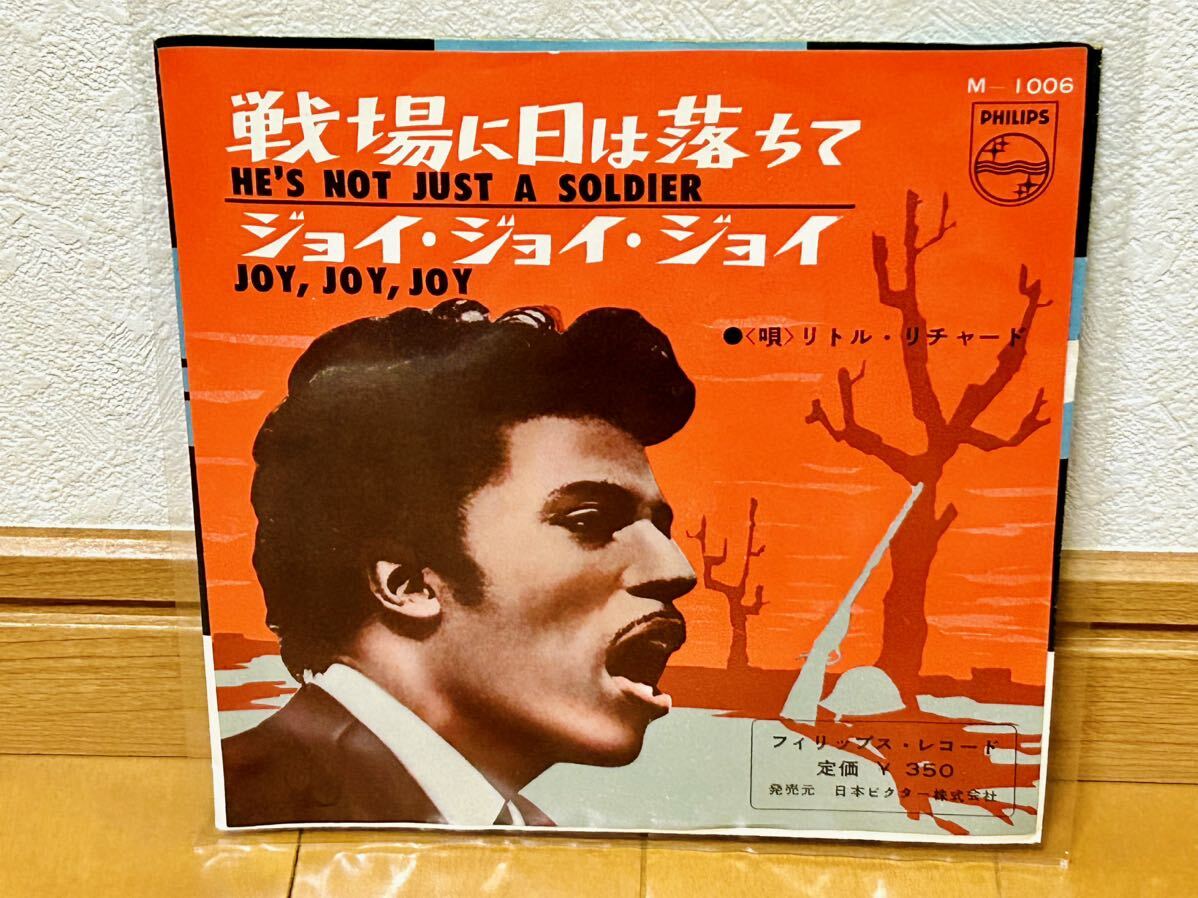 M-1006
PHILIPS
戦場に日は落ちて
HE'S NOT JUST A SOLDIER
ジョイ・ジョイ・ジョイ
JOY, JOY, JOY
●〈唄〉リトル・リチャード
フィリップス・レコード
定価 ¥ 350
発売元 日本ビクター株式会社